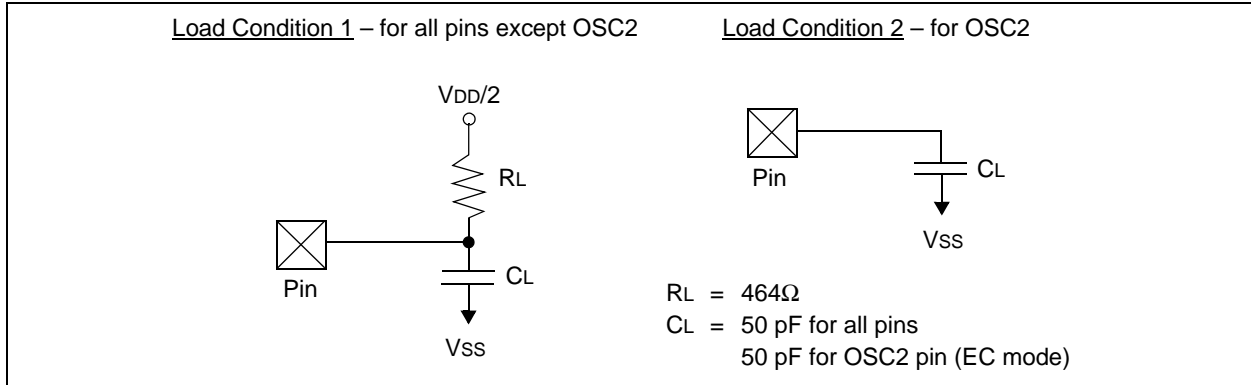 Load Condition 1 – for all pins except OSC2
Load Condition 2 – for OSC2
VDD/2
RL
Pin
CL
VSS
Pin
CL
VSS
RL = 464Ω
CL = 50 pF for all pins
50 pF for OSC2 pin (EC mode)